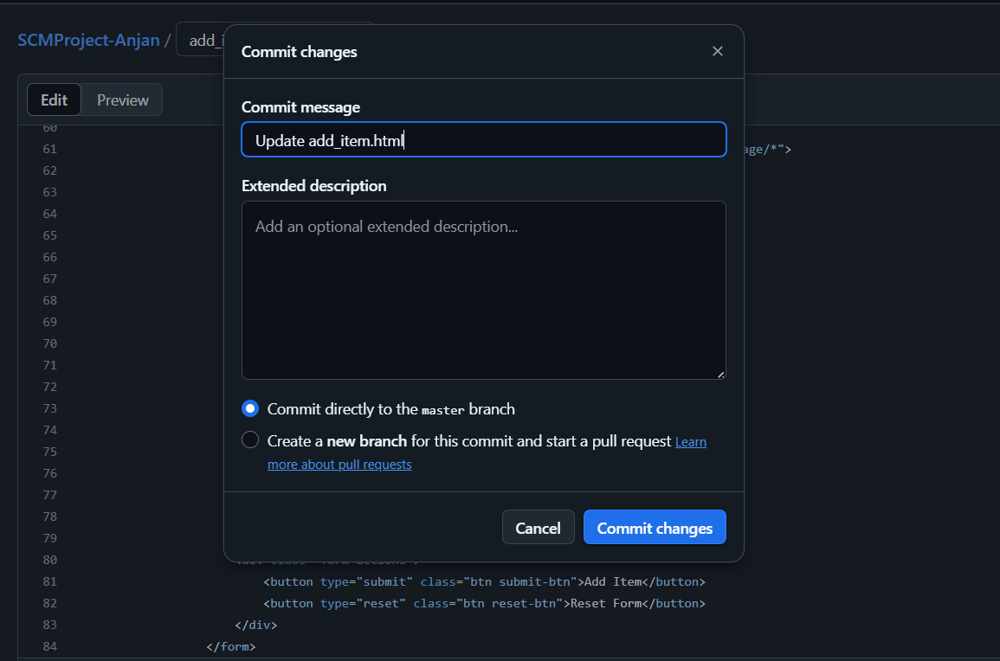 SCMProject-Anjan / add_i
Commit changes
Edit Preview
Commit message
60
Update add_item.html
61 age/*">
62
Extended description
63
64
Add an optional extended description...
65
66
67
68
69
70
71
72
73
Commit directly to the master branch
74
Create a new branch for this commit and start a pull request Learn
75
76
more about pull requests
77
78
79
Cancel Commit changes
80
81 <button type="submit" class="btn submit-btn">Add Item</button>
82 <button type="reset" class="btn reset-btn">Reset Form</button>
83 </div>
84 </form>